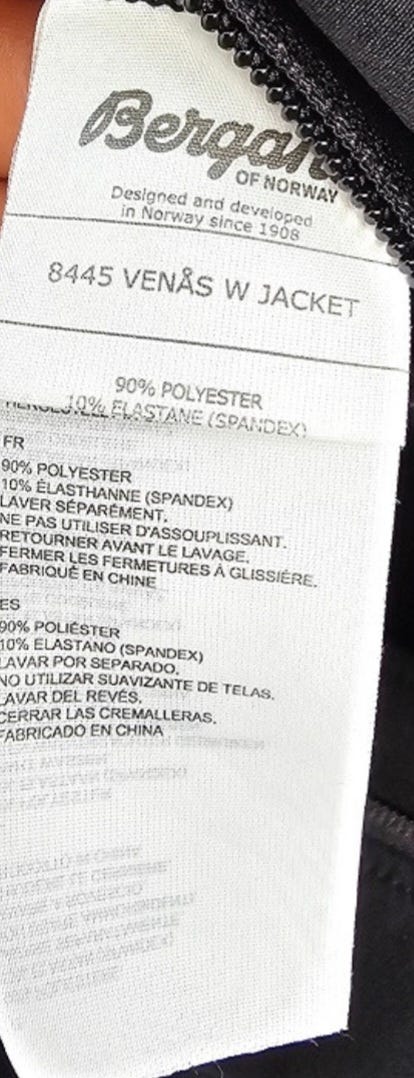 Bergan
OF NORWAY
Designed and developed
in Norway since 1908
8445 VENÅS W JACKET
90% POLYESTER
10% ELASTANE (SPANDEX)
FR
90% POLYESTER
10% ÉLASTHANNE (SPANDEX)
LAVER SÉPARÉMENT.
NE PAS UTILISER D'ASSOUPLISSANT.
RETOURNER AVANT LE LAVAGE.
FERMER LES FERMETURES À GLISSIÈRE.
FABRIQUÉ EN CHINE
ES
90% POLIÉSTER
10% ELASTANO (SPANDEX)
LAVAR POR SEPARADO.
NO UTILIZAR SUAVIZANTE DE TELAS.
LAVAR DEL REVÉS.
CERRAR LAS CREMALLERAS.
FABRICADO EN CHINA